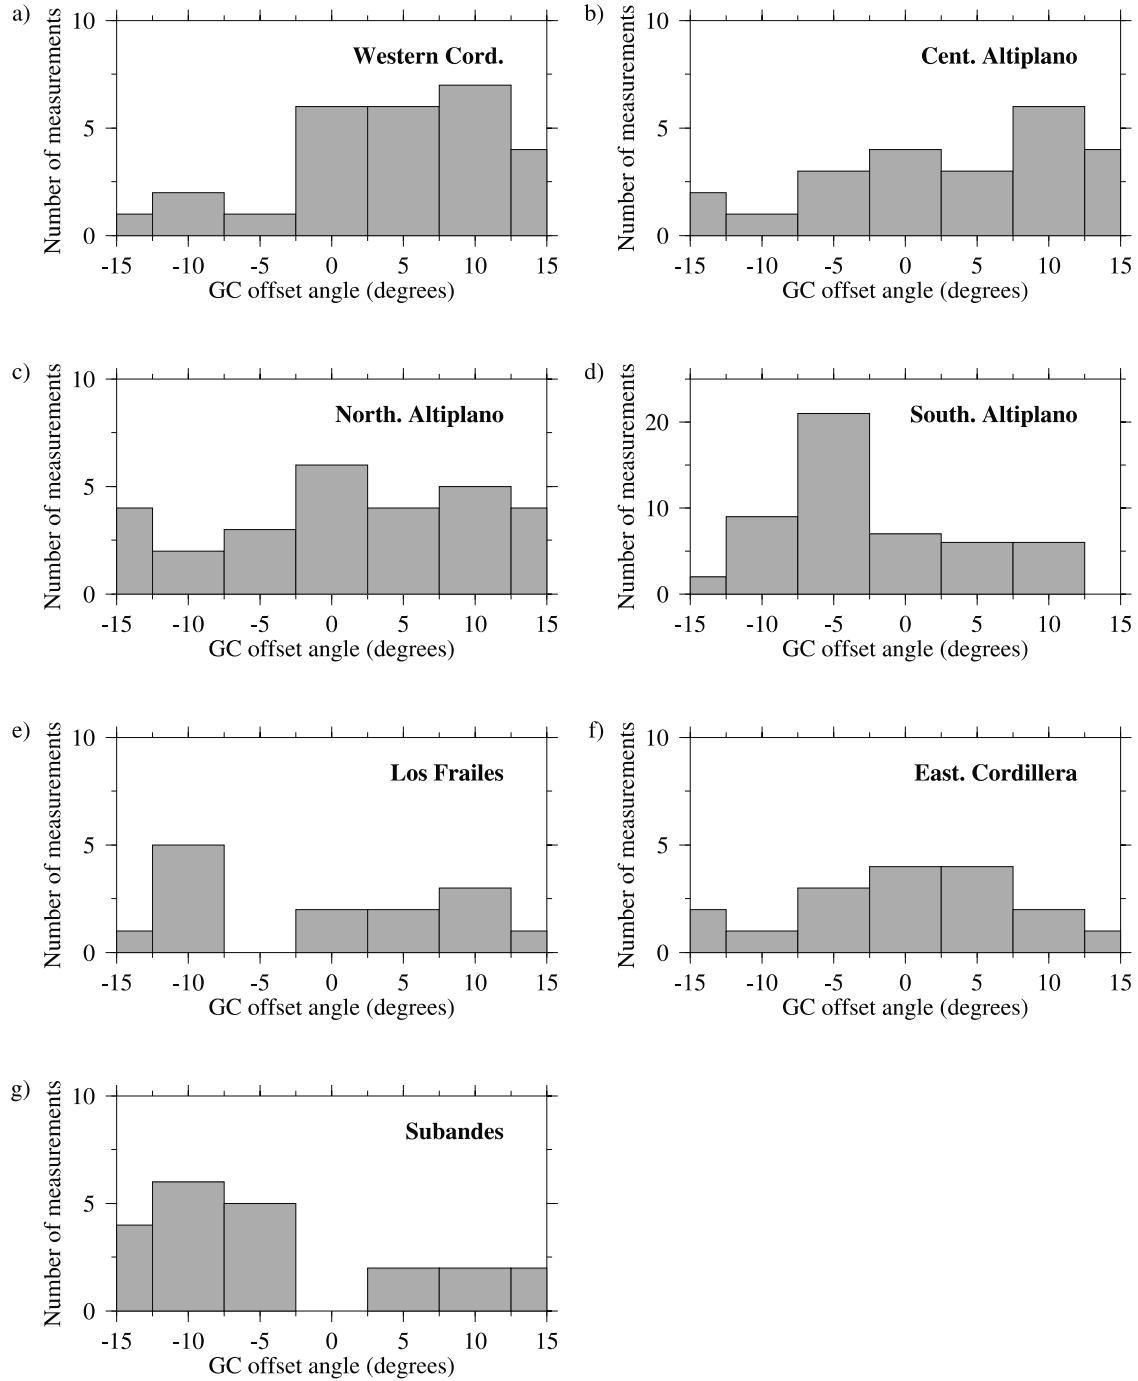 a)
Number of measurements
10
5
0
Western Cord.
-15 -10 -5 0 5 10 15
GC offset angle (degrees)
b)
Number of measurements
10
5
0
Cent. Altiplano
-15 -10 -5 0 5 10 15
GC offset angle (degrees)
c)
Number of measurements
10
5
0
North. Altiplano
-15 -10 -5 0 5 10 15
GC offset angle (degrees)
d)
Number of measurements
20
10
0
South. Altiplano
-15 -10 -5 0 5 10 15
GC offset angle (degrees)
e)
Number of measurements
10
5
0
Los Frailes
-15 -10 -5 0 5 10 15
GC offset angle (degrees)
f)
Number of measurements
10
5
0
East. Cordillera
-15 -10 -5 0 5 10 15
GC offset angle (degrees)
g)
Number of measurements
10
5
0
Subandes
-15 -10 -5 0 5 10 15
GC offset angle (degrees)